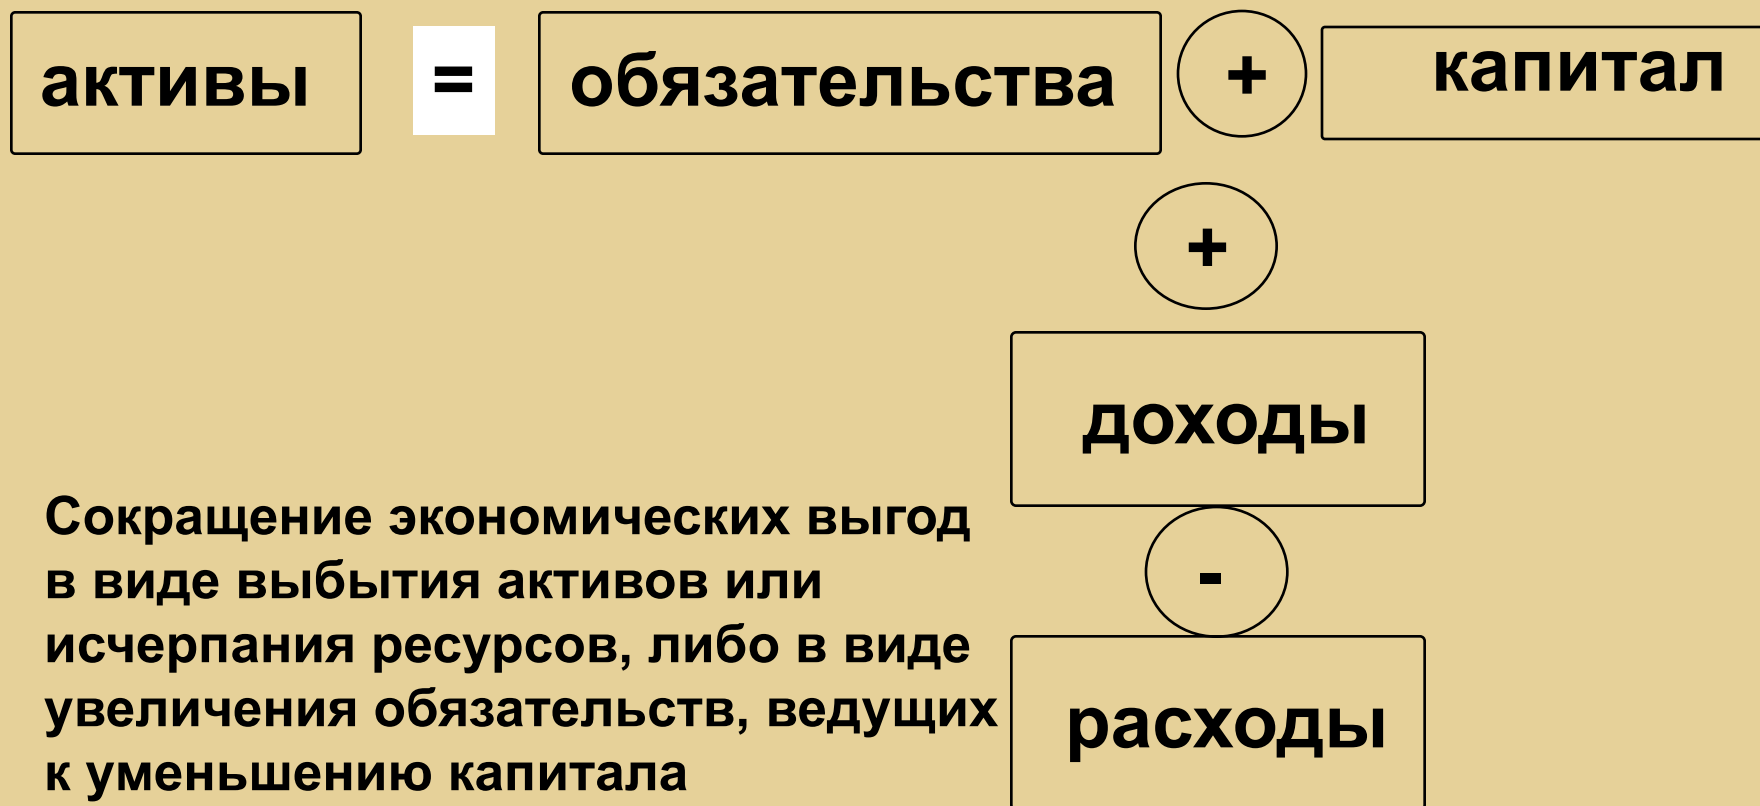 активы = обязательства + капитал
+
доходы
-
Сокращение экономических выгод
в виде выбытия активов или
исчерпания ресурсов, либо в виде
увеличения обязательств, ведущих
к уменьшению капитала
расходы